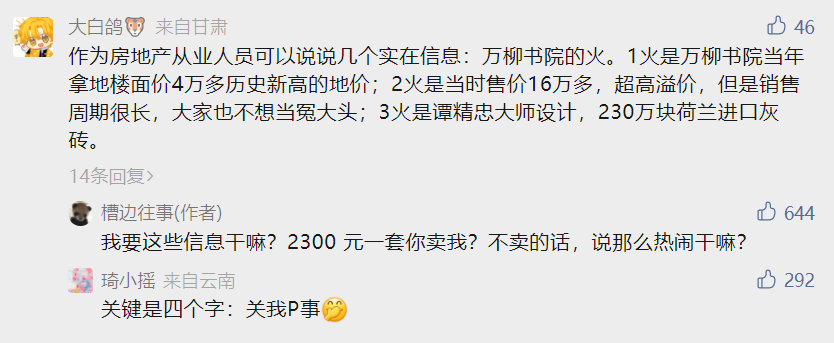 大白鸽 来自甘肃 46
作为房地产从业人员可以说说几个实在信息：万柳书院的火。1火是万柳书院当年
拿地楼面价4万多历史新高的地价；2火是当时售价16万多，超高溢价，但是销售
周期很长，大家也不想当冤大头；3火是谭精忠大师设计，230万块荷兰进口灰
砖。
14条回复>
槽边往事(作者) 644
我要这些信息干嘛？2300 元一套你卖我？不卖的话，说那么热闹干嘛？
琦小摇 来自云南 292
关键是四个字：关我P事🤭